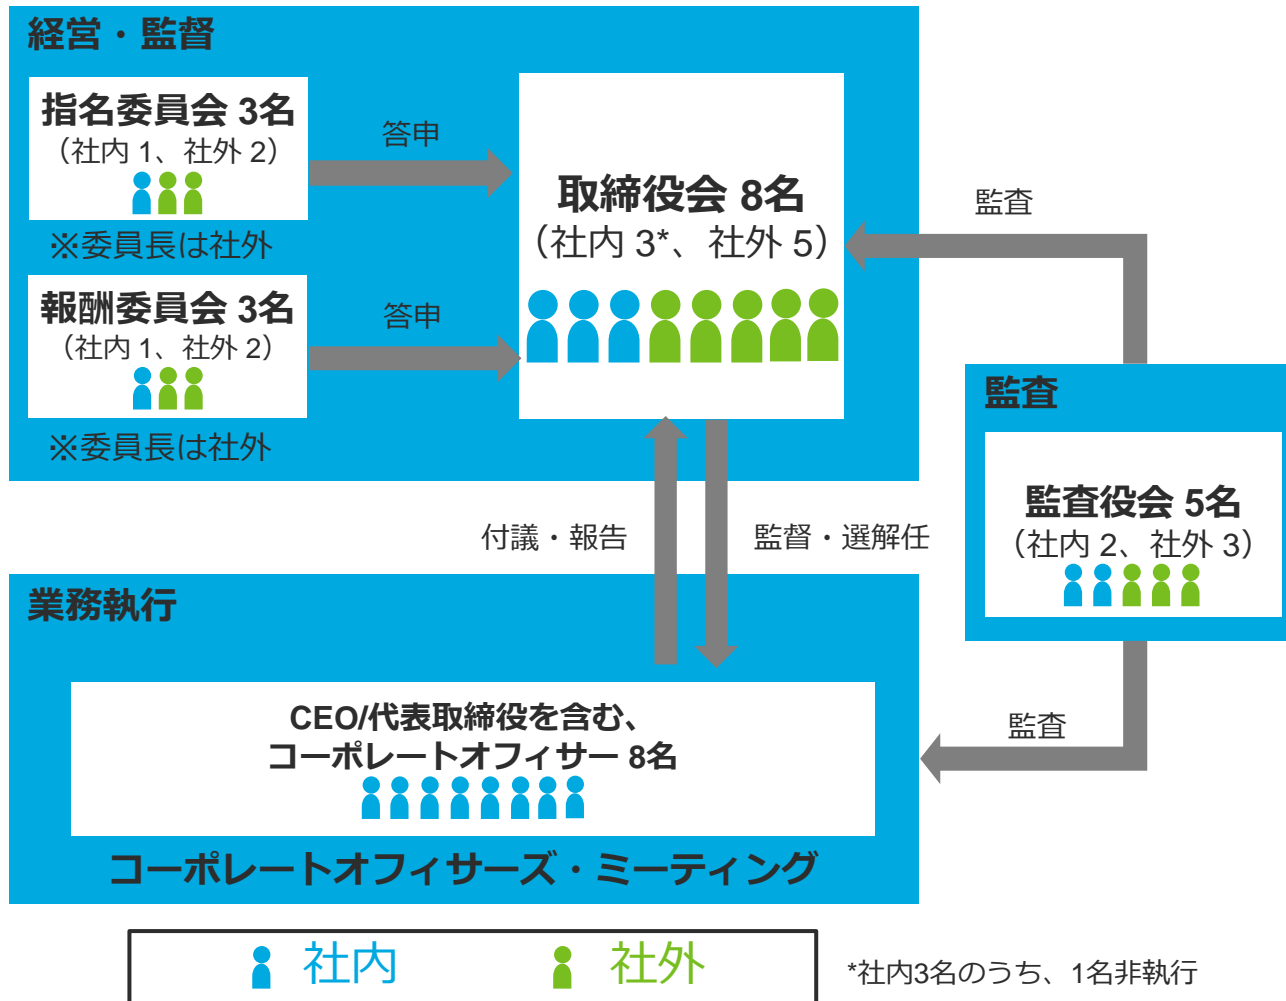 経営・監督
指名委員会 3名
（社内 1、社外 2）
※委員長は社外
答申
報酬委員会 3名
（社内 1、社外 2）
※委員長は社外
答申
取締役会 8名
（社内 3*、社外 5）
監査
監査
監査役会 5名
（社内 2、社外 3）
付議・報告
監督・選解任
業務執行
CEO/代表取締役を含む、
コーポレートオフィサー 8名
コーポレートオフィサーズ・ミーティング
監査
社内
社外
*社内3名のうち、1名非執行